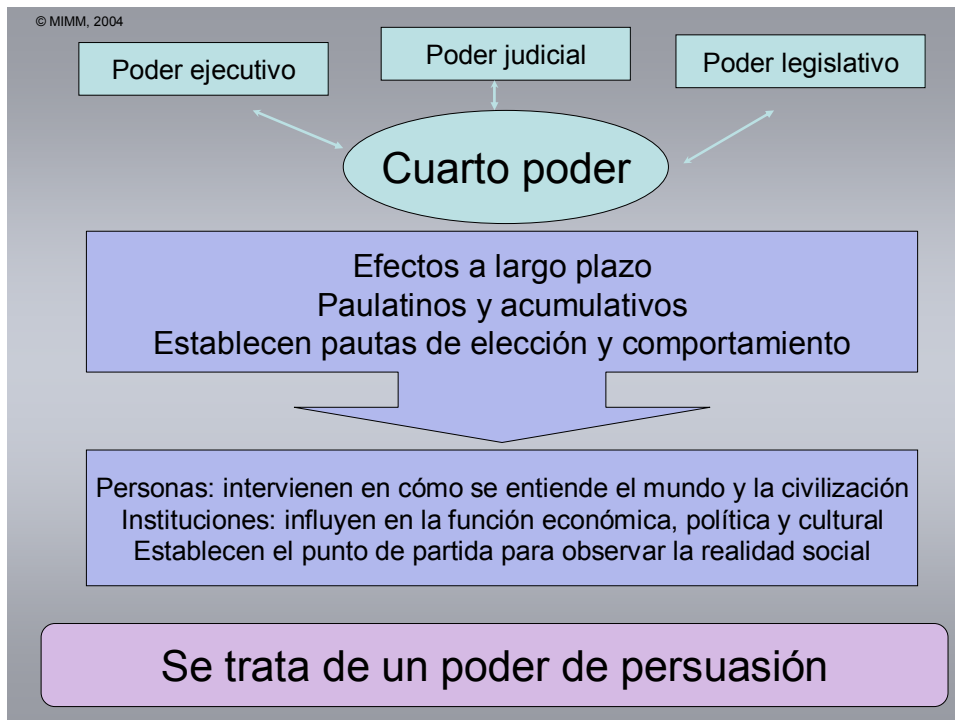 © MIMM, 2004
Poder ejecutivo
Poder judicial
Poder legislativo
Cuarto poder
Efectos a largo plazo
Paulatinos y acumulativos
Establecen pautas de elección y comportamiento
Personas: intervienen en cómo se entiende el mundo y la civilización
Instituciones: influyen en la función económica, política y cultural
Establecen el punto de partida para observar la realidad social
Se trata de un poder de persuasión